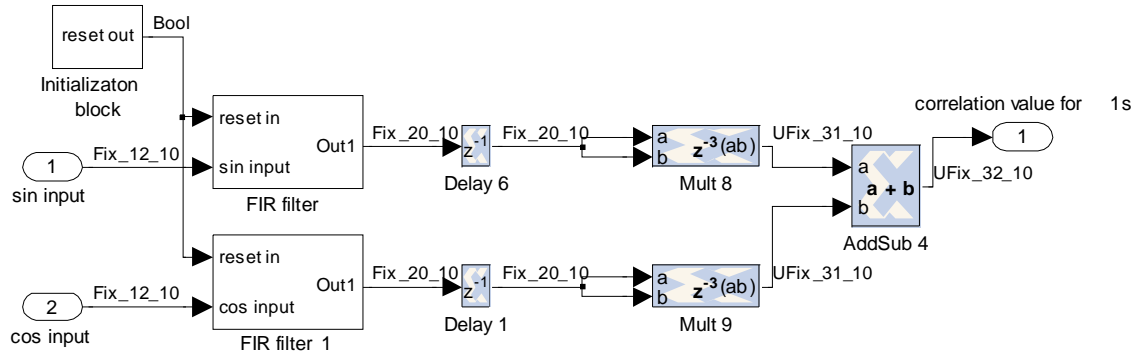 Bool
reset out
Initializaton
block
reset in
Out1
sin input
FIR filter
Fix_12_10
1
sin input
Fix_20_10
z-1
Delay 6
Fix_20_10
a
b
z-3(ab)
Mult 8
UFix_31_10
a
b
a + b
AddSub 4
UFix_32_10
correlation value for 1s
1
reset in
Out1
cos input
FIR filter 1
Fix_12_10
2
cos input
Fix_20_10
z-1
Delay 1
Fix_20_10
a
b
z-3(ab)
Mult 9
UFix_31_10